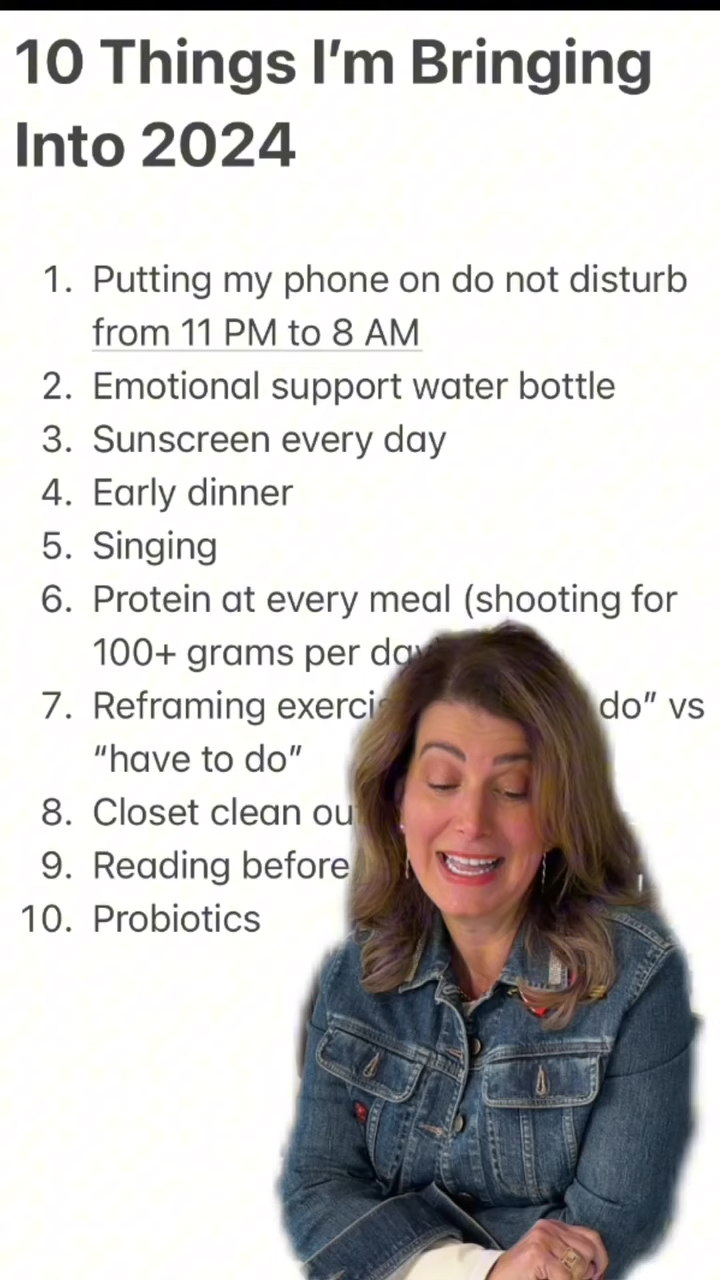 10 Things I’m Bringing
Into 2024
1. Putting my phone on do not disturb
from 11 PM to 8 AM
2. Emotional support water bottle
3. Sunscreen every day
4. Early dinner
5. Singing
6. Protein at every meal (shooting for
100+ grams per
7. Reframing do” vs
“have to do”
8. Closet clean
9. Reading before
10. Probiotics